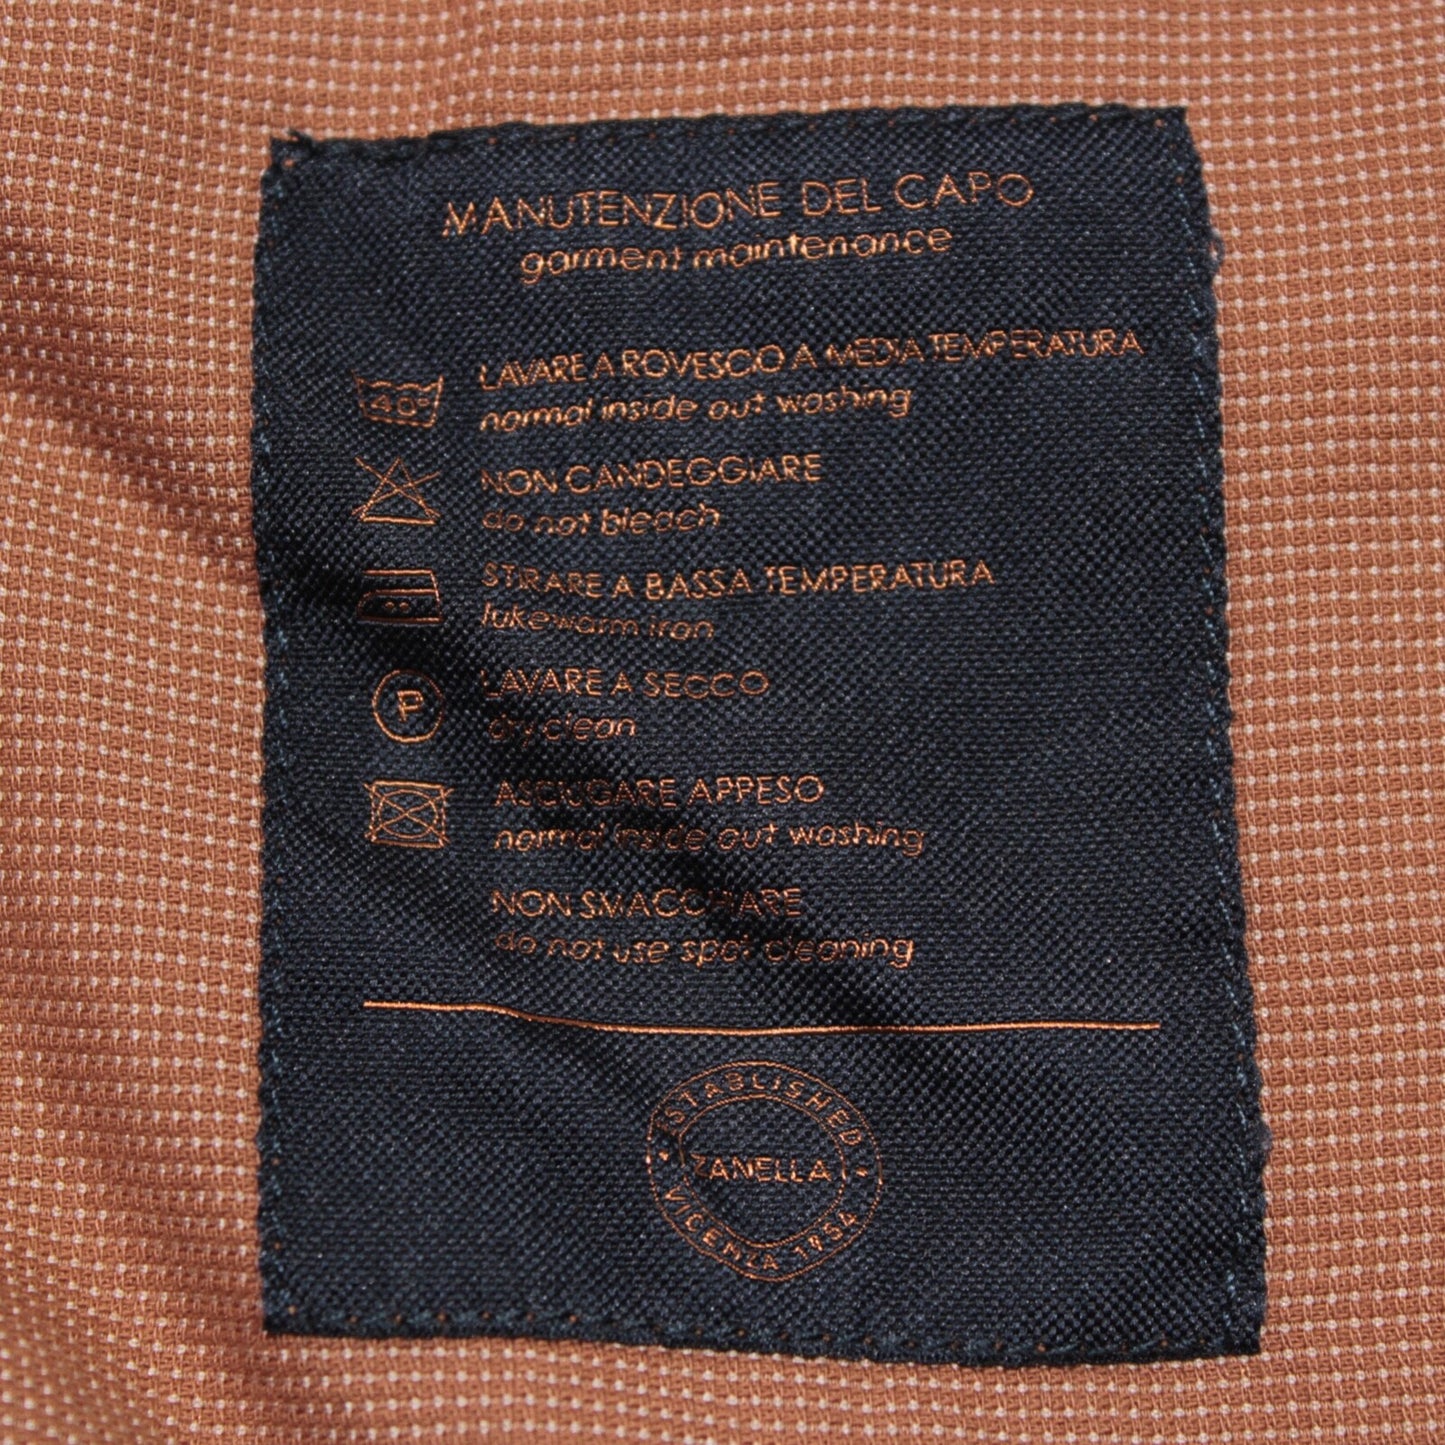 MANUTENZIONE DEL CAPO
garment maintenance
40°
LAVARE A ROVESCIO A MEDIA TEMPERATURA
normal inside out washing
NON CANDEGGIARE
do not bleach
STIRARE A BASSA TEMPERATURA
lukewarm iron
P
LAVARE A SECCO
dry clean
ASCIUGARE APPESO
normal inside out washing
NON SMACCHIARE
do not use spot cleaning
ESTABLISHED
ZANELLA
VICENZA 1954